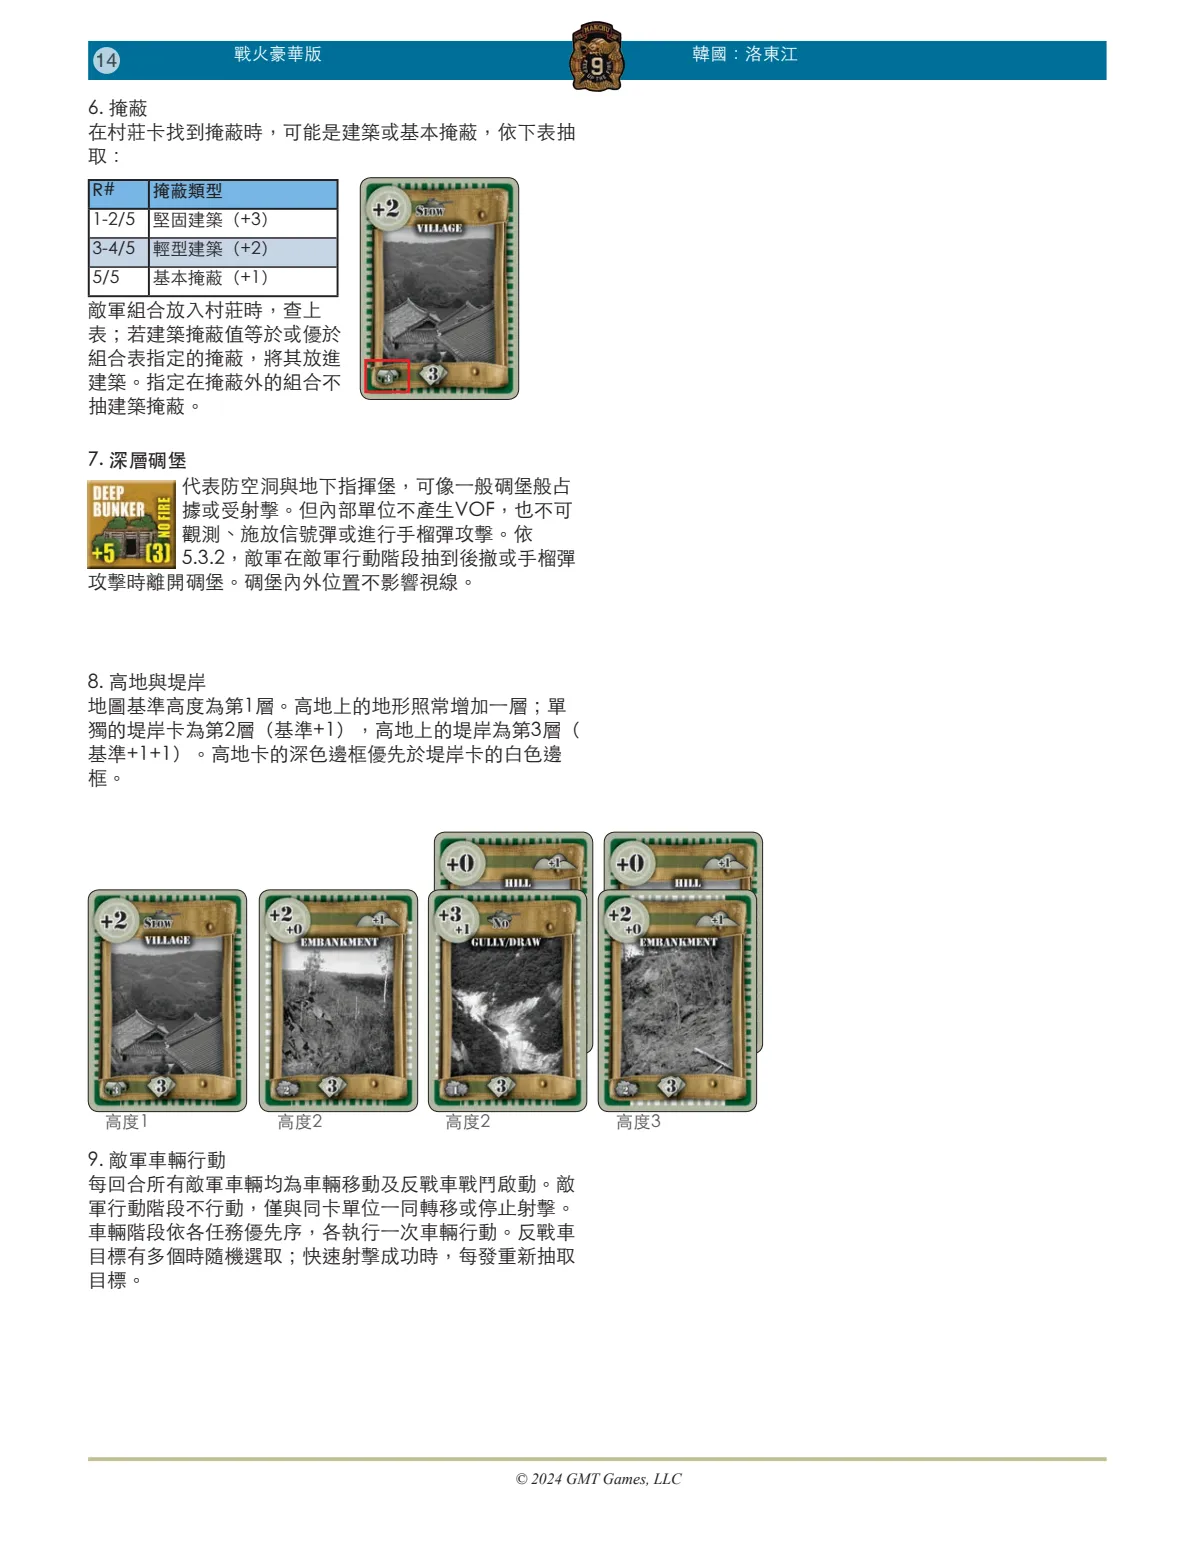 14
戰火豪華版
MANCHU
9
韓國：洛東江
6. 掩蔽
在村莊卡找到掩蔽時，可能是建築或基本掩蔽，依下表抽
取：
R# 掩蔽類型
1-2/5 堅固建築（+3）
3-4/5 輕型建築（+2）
5/5 基本掩蔽（+1）
+2
SLOW
VILLAGE
3
3
敵軍組合放入村莊時，查上
表；若建築掩蔽值等於或優於
組合表指定的掩蔽，將其放進
建築。指定在掩蔽外的組合不
抽建築掩蔽。
7. 深層碉堡
DEEP
BUNKER
NO FIRE
+5 (3)
代表防空洞與地下指揮堡，可像一般碉堡般占
據或受射擊。但內部單位不產生VOF，也不可
觀測、施放信號彈或進行手榴彈攻擊。依
5.3.2，敵軍在敵軍行動階段抽到後撤或手榴彈
攻擊時離開碉堡。碉堡內外位置不影響視線。
8. 高地與堤岸
地圖基準高度為第1層。高地上的地形照常增加一層；單
獨的堤岸卡為第2層（基準+1），高地上的堤岸為第3層（
基準+1+1）。高地卡的深色邊框優先於堤岸卡的白色邊
框。
+0 +1
HILL
+0 +1
HILL
+2
SLOW
VILLAGE
3 3
+2
+0
+1
EMBANKMENT
2 3
+3
+1
NO
GULLY/DRAW
1 3
+2
+0
+1
EMBANKMENT
2 3
高度1
高度2
高度2
高度3
9. 敵軍車輛行動
每回合所有敵軍車輛均為車輛移動及反戰車戰鬥啟動。敵
軍行動階段不行動，僅與同卡單位一同轉移或停止射擊。
車輛階段依各任務優先序，各執行一次車輛行動。反戰車
目標有多個時隨機選取；快速射擊成功時，每發重新抽取
目標。
© 2024 GMT Games, LLC